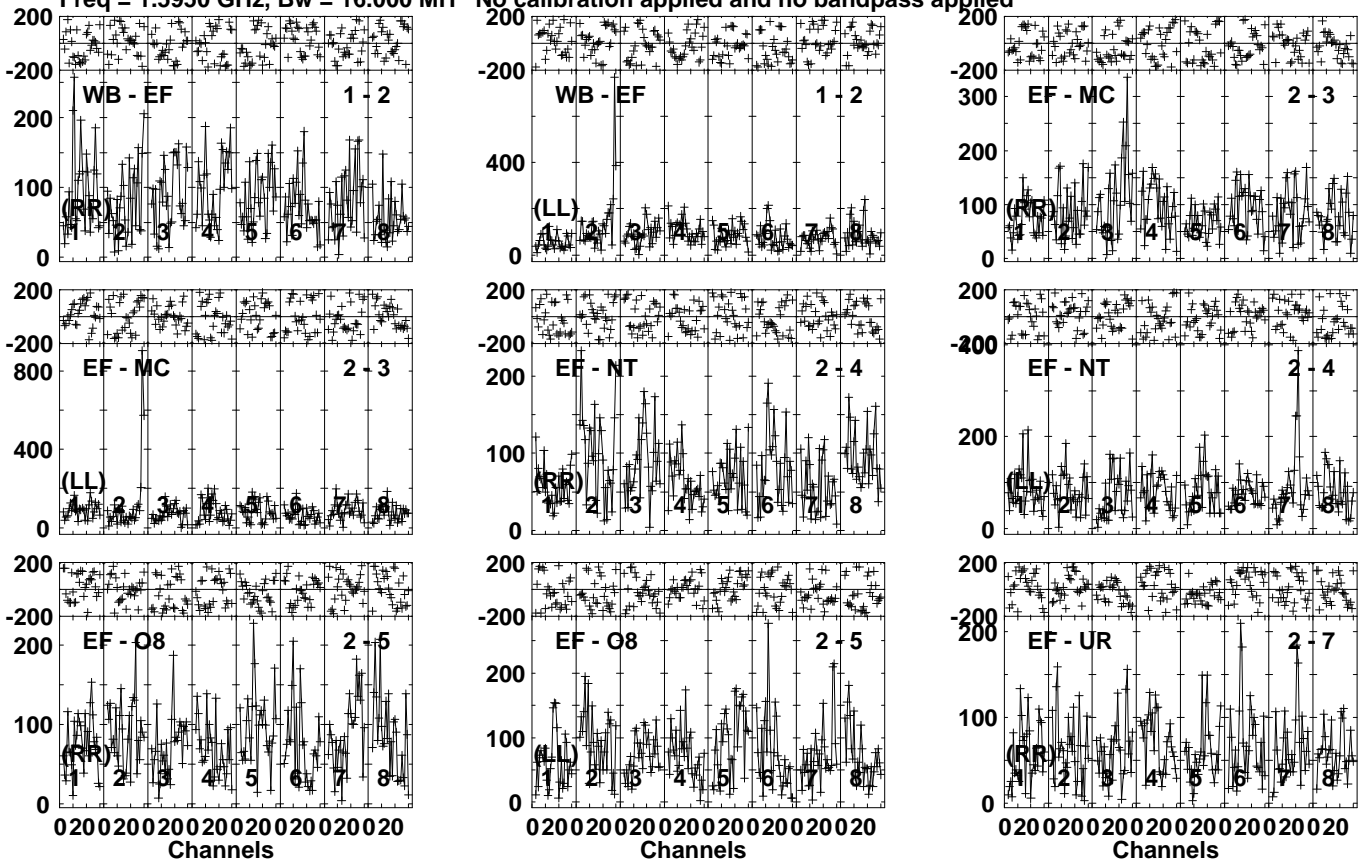 Freq = 1.5950 GHz, Bw = 16.000 MH No calibration applied and no bandpass applied
200 200 200
-200 -200 -200
WB - EF 1 - 2 WB - EF 1 - 2 EF - MC 2 - 3
300
200 400 200
100 100
(RR) (LL) (RR)
1 2 3 4 5 6 7 8 1 2 3 4 5 6 7 8 1 2 3 4 5 6 7 8
0 0 0
200 200 200
-200 -200 -200
400
EF - MC 2 - 3 EF - NT 2 - 4 EF - NT 2 - 4
800 200
400 100 200
(LL) (RR) (LL)
1 2 3 4 5 6 7 8 1 2 3 4 5 6 7 8 1 2 3 4 5 6 7 8
0 0 0
200 200 200
-200 -200 -200
EF - O8 2 - 5 EF - O8 2 - 5 EF - UR 2 - 7
200 200 200
100 100 100
(RR) (LL) (RR)
1 2 3 4 5 6 7 8 1 2 3 4 5 6 7 8 1 2 3 4 5 6 7 8
0 0 0
0 20 0 20 0 20 0 20 0 20 0 20 0 20 0 20 0 20 0 20 0 20 0 20 0 20 0 20 0 20 0 20 0 20 0 20 0 20 0 20 0 20 0 20 0 20 0 20
Channels Channels Channels